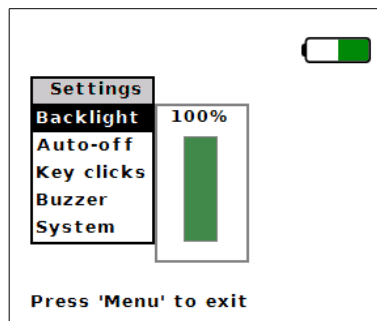 Settings
Backlight 100%
Auto-off
Key clicks
Buzzer
System
Press 'Menu' to exit